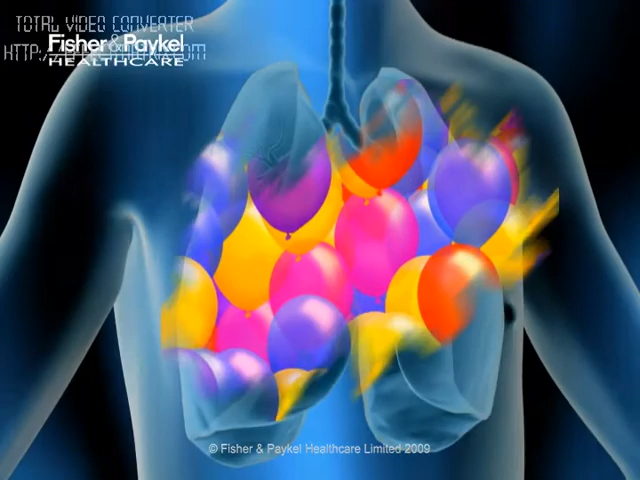 TOTAL VIDEO CONVERTER
Fisher & Paykel
HEALTHCARE
© Fisher & Paykel Healthcare Limited 2009